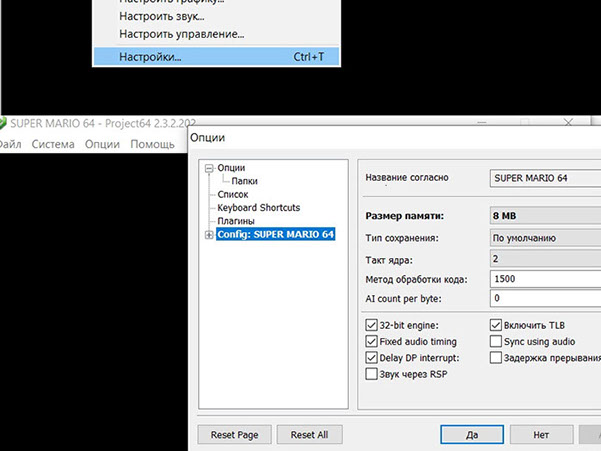 Настроить графику...
Настроить звук...
Настроить управление...
Настройки... Ctrl+T
SUPER MARIO 64 - Project64 2.3.2.202
Файл Система Опции Помощь
Опции
Опции
Папки
Список
Keyboard Shortcuts
Плагины
Config: SUPER MARIO 64
Название согласно SUPER MARIO 64
Размер памяти: 8 MB
Тип сохранения: По умолчанию
Такт ядра: 2
Метод обработки кода: 1500
AI count per byte: 0
32-bit engine: Включить TLB
Fixed audio timing Sync using audio
Delay DP interrupt: Задержка прерывания
Звук через RSP
Reset Page Reset All Да Нет